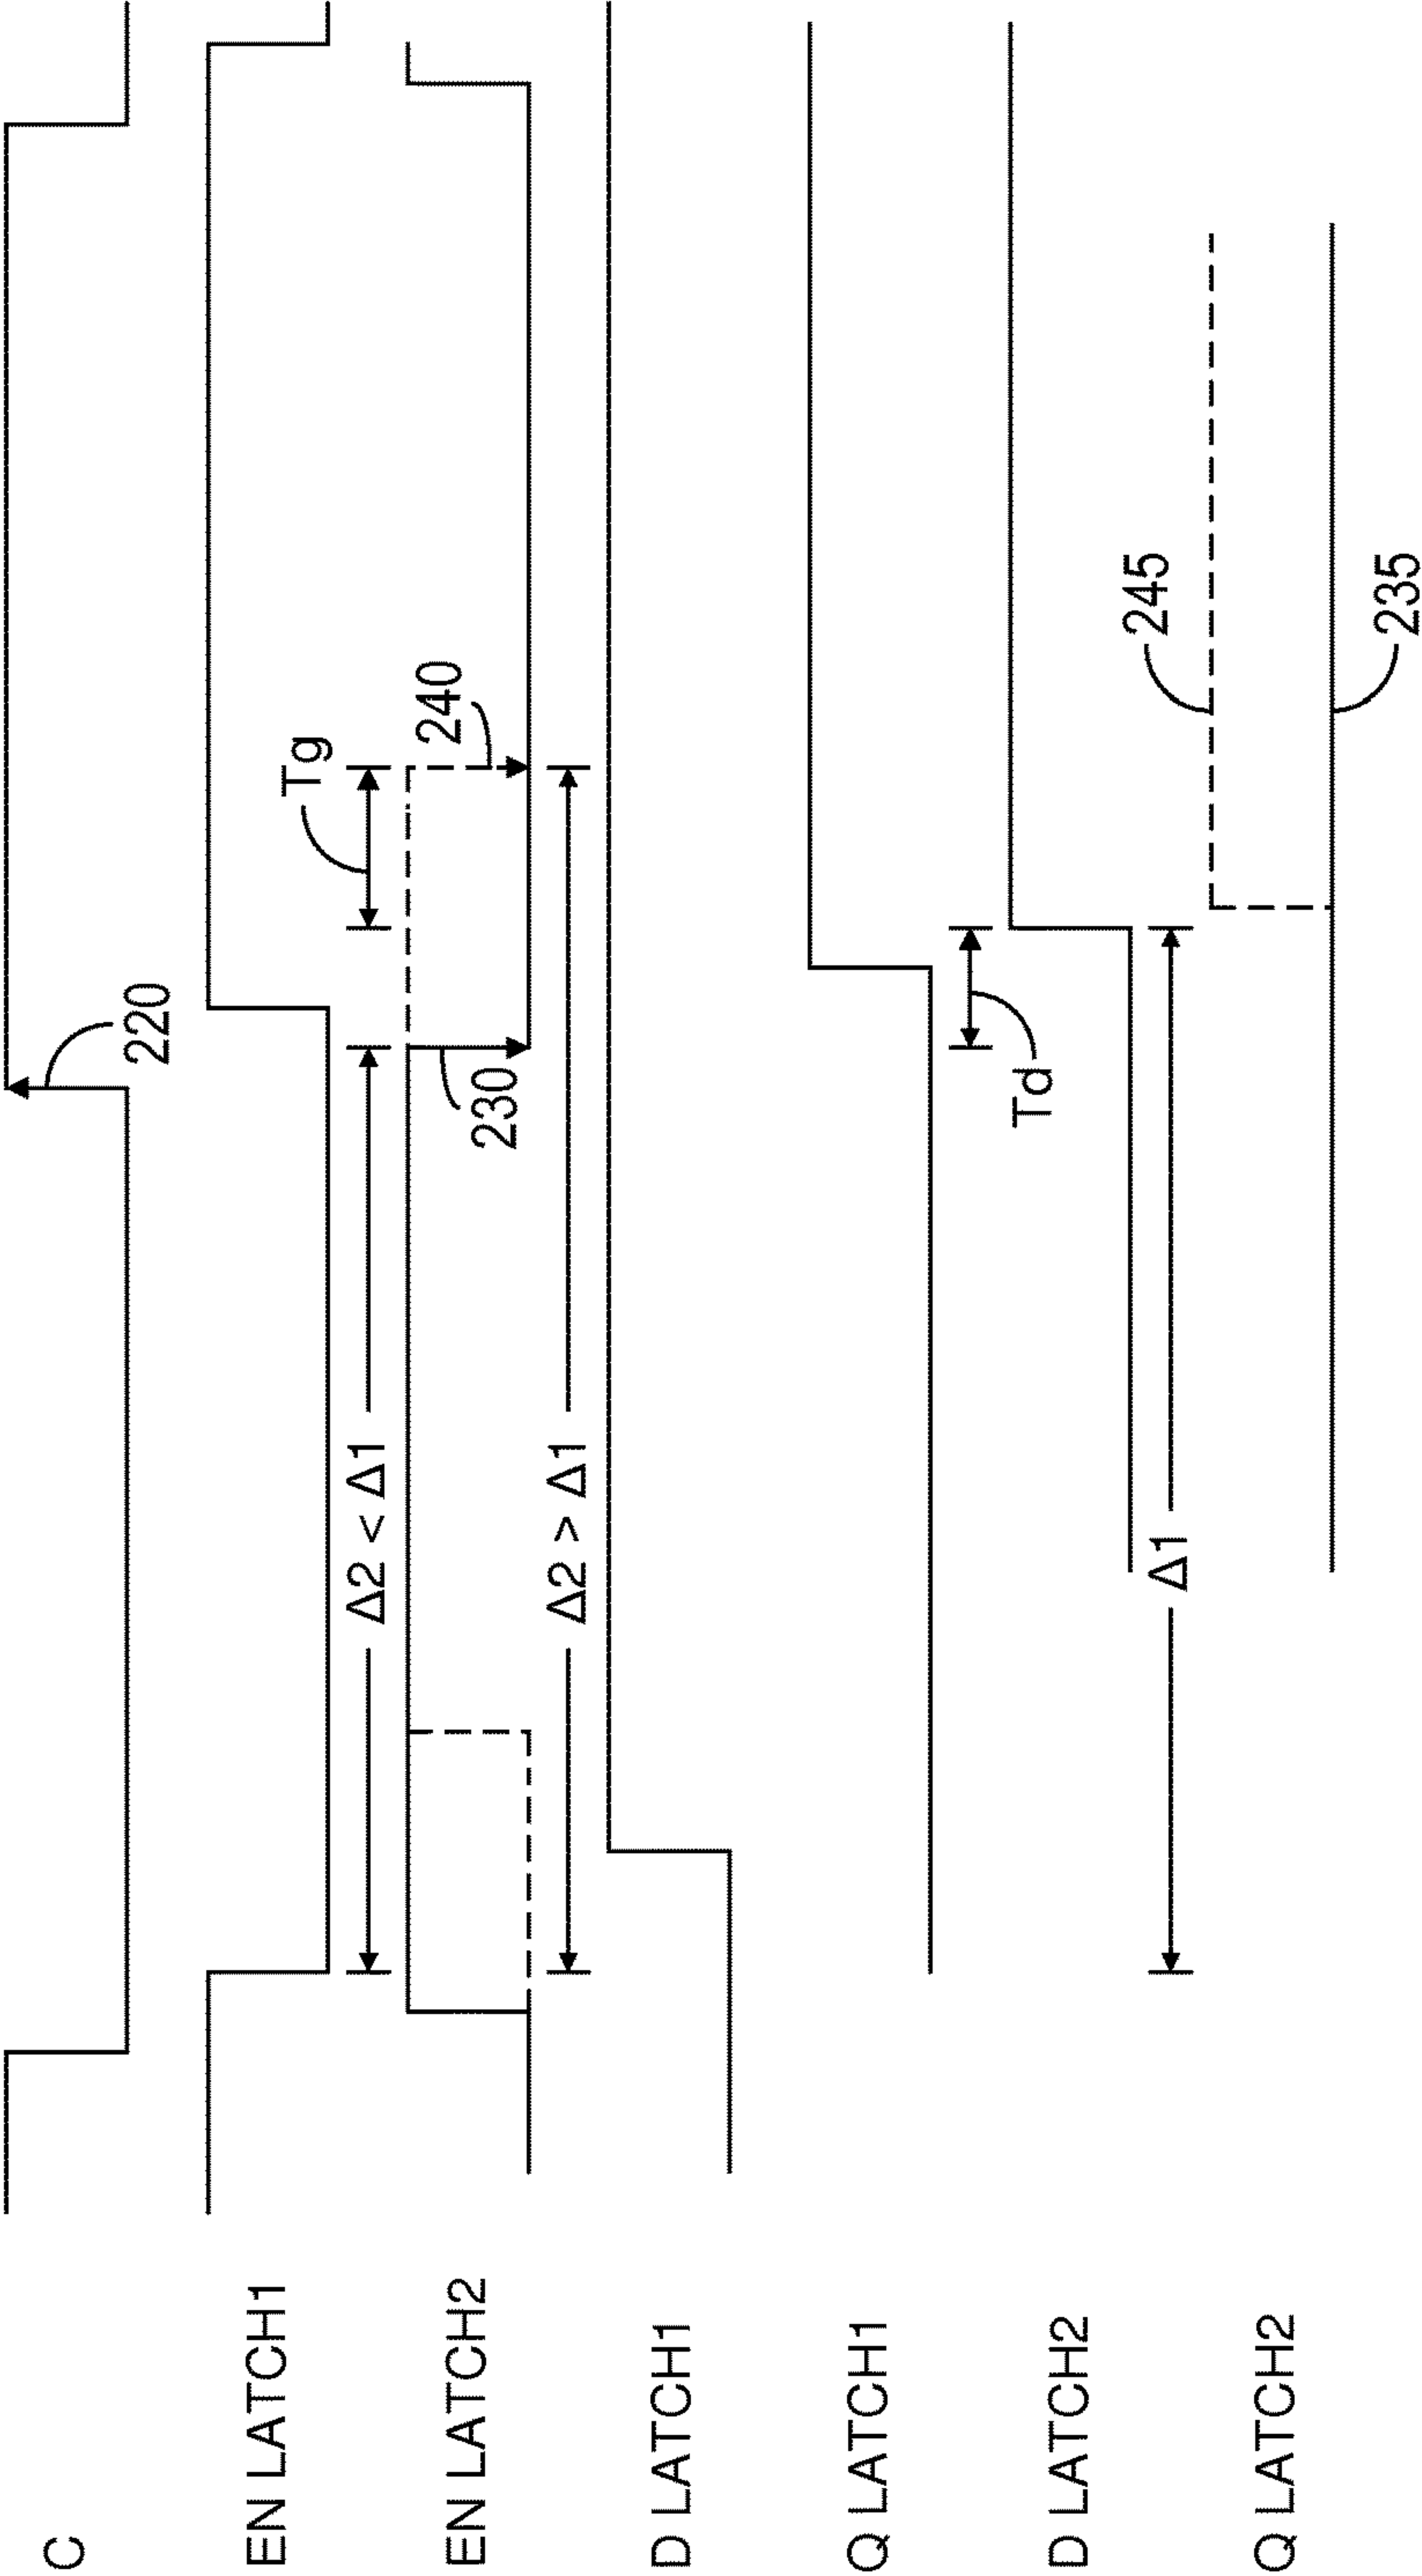 C
220
EN LATCH1
Tg
Δ2 < Δ1
EN LATCH2
230
240
Δ2 > Δ1
D LATCH1
Q LATCH1
Td
D LATCH2
Δ1
245
Q LATCH2
235